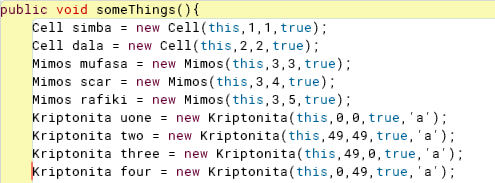 public void someThings(){
Cell simba = new Cell(this,1,1,true);
Cell dala = new Cell(this,2,2,true);
Mimos mufasa = new Mimos(this,3,3,true);
Mimos scar = new Mimos(this,3,4,true);
Mimos rafiki = new Mimos(this,3,5,true);
Kriptonita uone = new Kriptonita(this,0,0,true,'a');
Kriptonita two = new Kriptonita(this,49,49,true,'a');
Kriptonita three = new Kriptonita(this,49,0,true,'a');
Kriptonita four = new Kriptonita(this,0,49,true,'a');